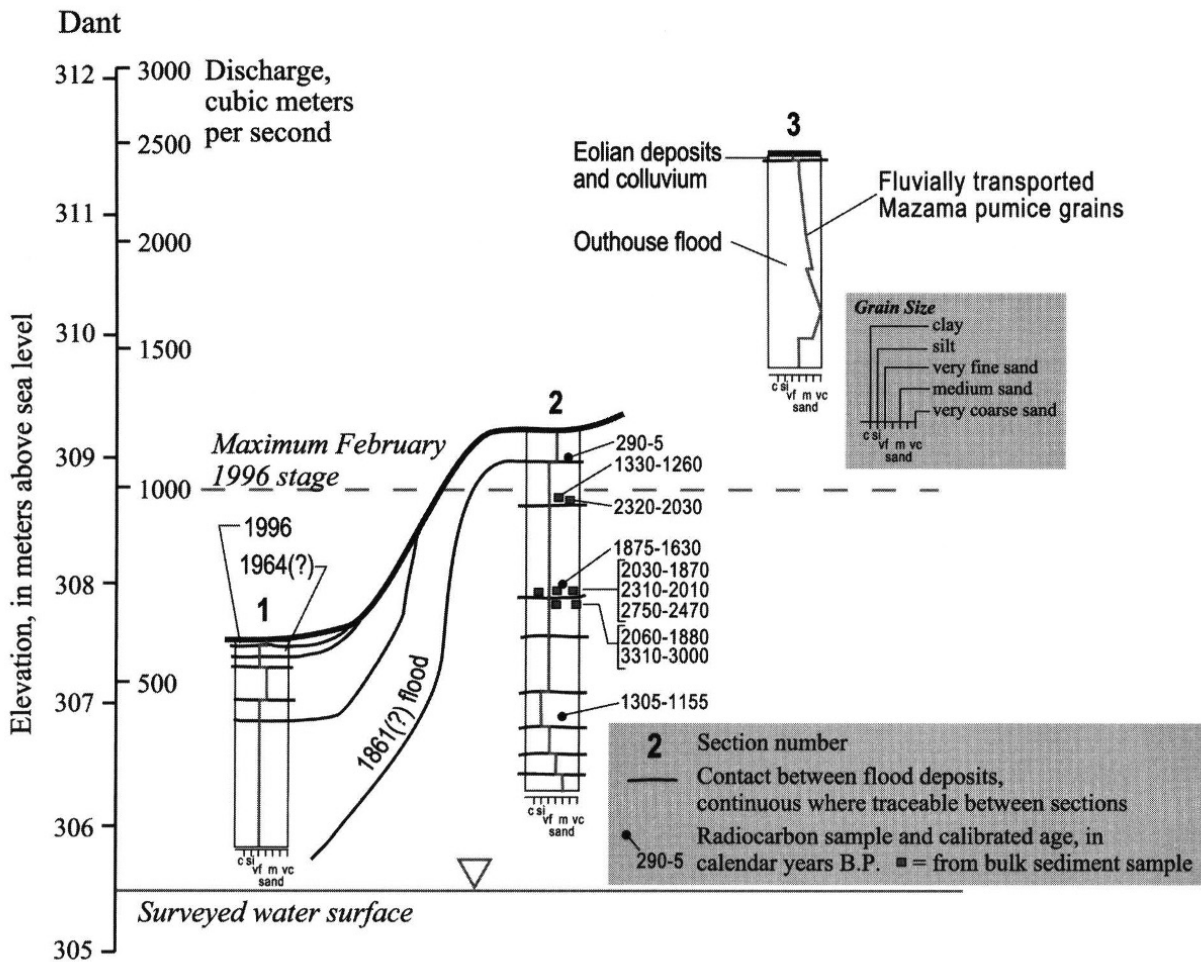 Dant
312
311
310
309
308
307
306
305
Elevation, in meters above sea level
3000
2500
2000
1500
1000
500
Discharge,
cubic meters
per second
Maximum February
1996 stage
1996
1964(?)
1
c si vf m vc
sand
1861(?) flood
2
290-5
1330-1260
2320-2030
1875-1630
2030-1870
2310-2010
2750-2470
2060-1880
3310-3000
1305-1155
c si vf m vc
sand
3
Eolian deposits
and colluvium
Outhouse flood
Fluvially transported
Mazama pumice grains
c si vf m vc
sand
Grain Size
clay
silt
very fine sand
medium sand
very coarse sand
c si vf m vc
sand
2 Section number
Contact between flood deposits,
continuous where traceable between sections
Radiocarbon sample and calibrated age, in
290-5 calendar years B.P. = from bulk sediment sample
Surveyed water surface